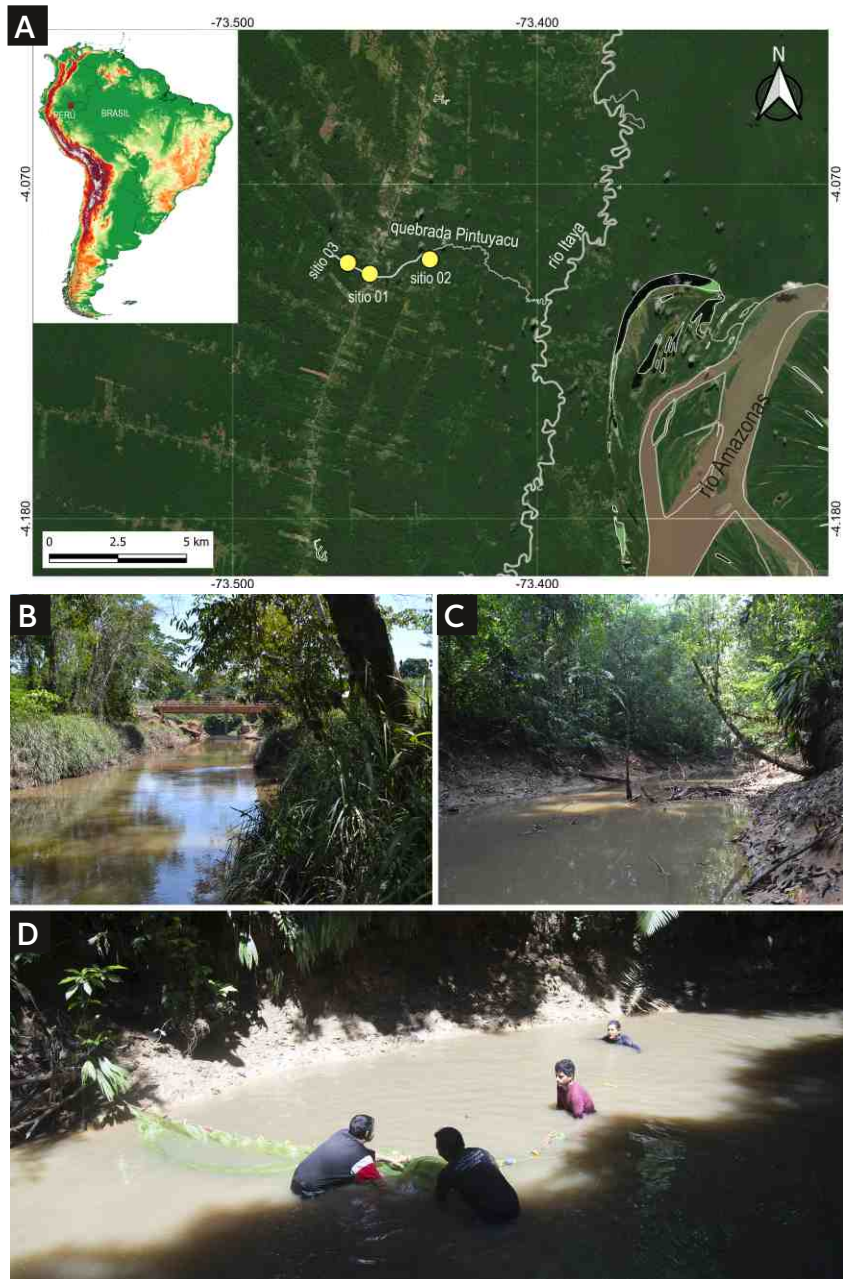 A
-73.500
-73.400
PERÚ
BRASIL
N
-4.070
-4.070
quebrada Pintuyacu
río Itaya
sitio 03
sitio 02
sitio 01
río Amazonas
-4.180
-4.180
0 2.5 5 km
-73.500
-73.400
B
C
D